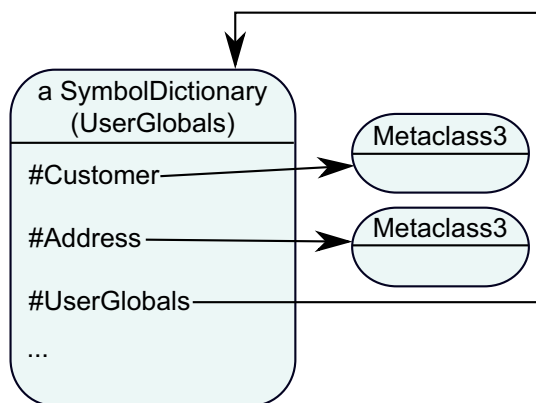 a SymbolDictionary
(UserGlobals)
#Customer
#Address
#UserGlobals
...
Metaclass3
Metaclass3